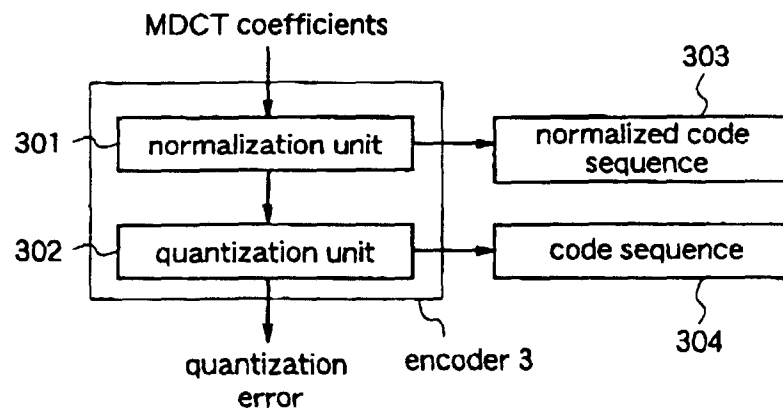 MDCT coefficients
303
301
normalization unit
normalized code
sequence
302
quantization unit
code sequence
304
encoder 3
quantization
error